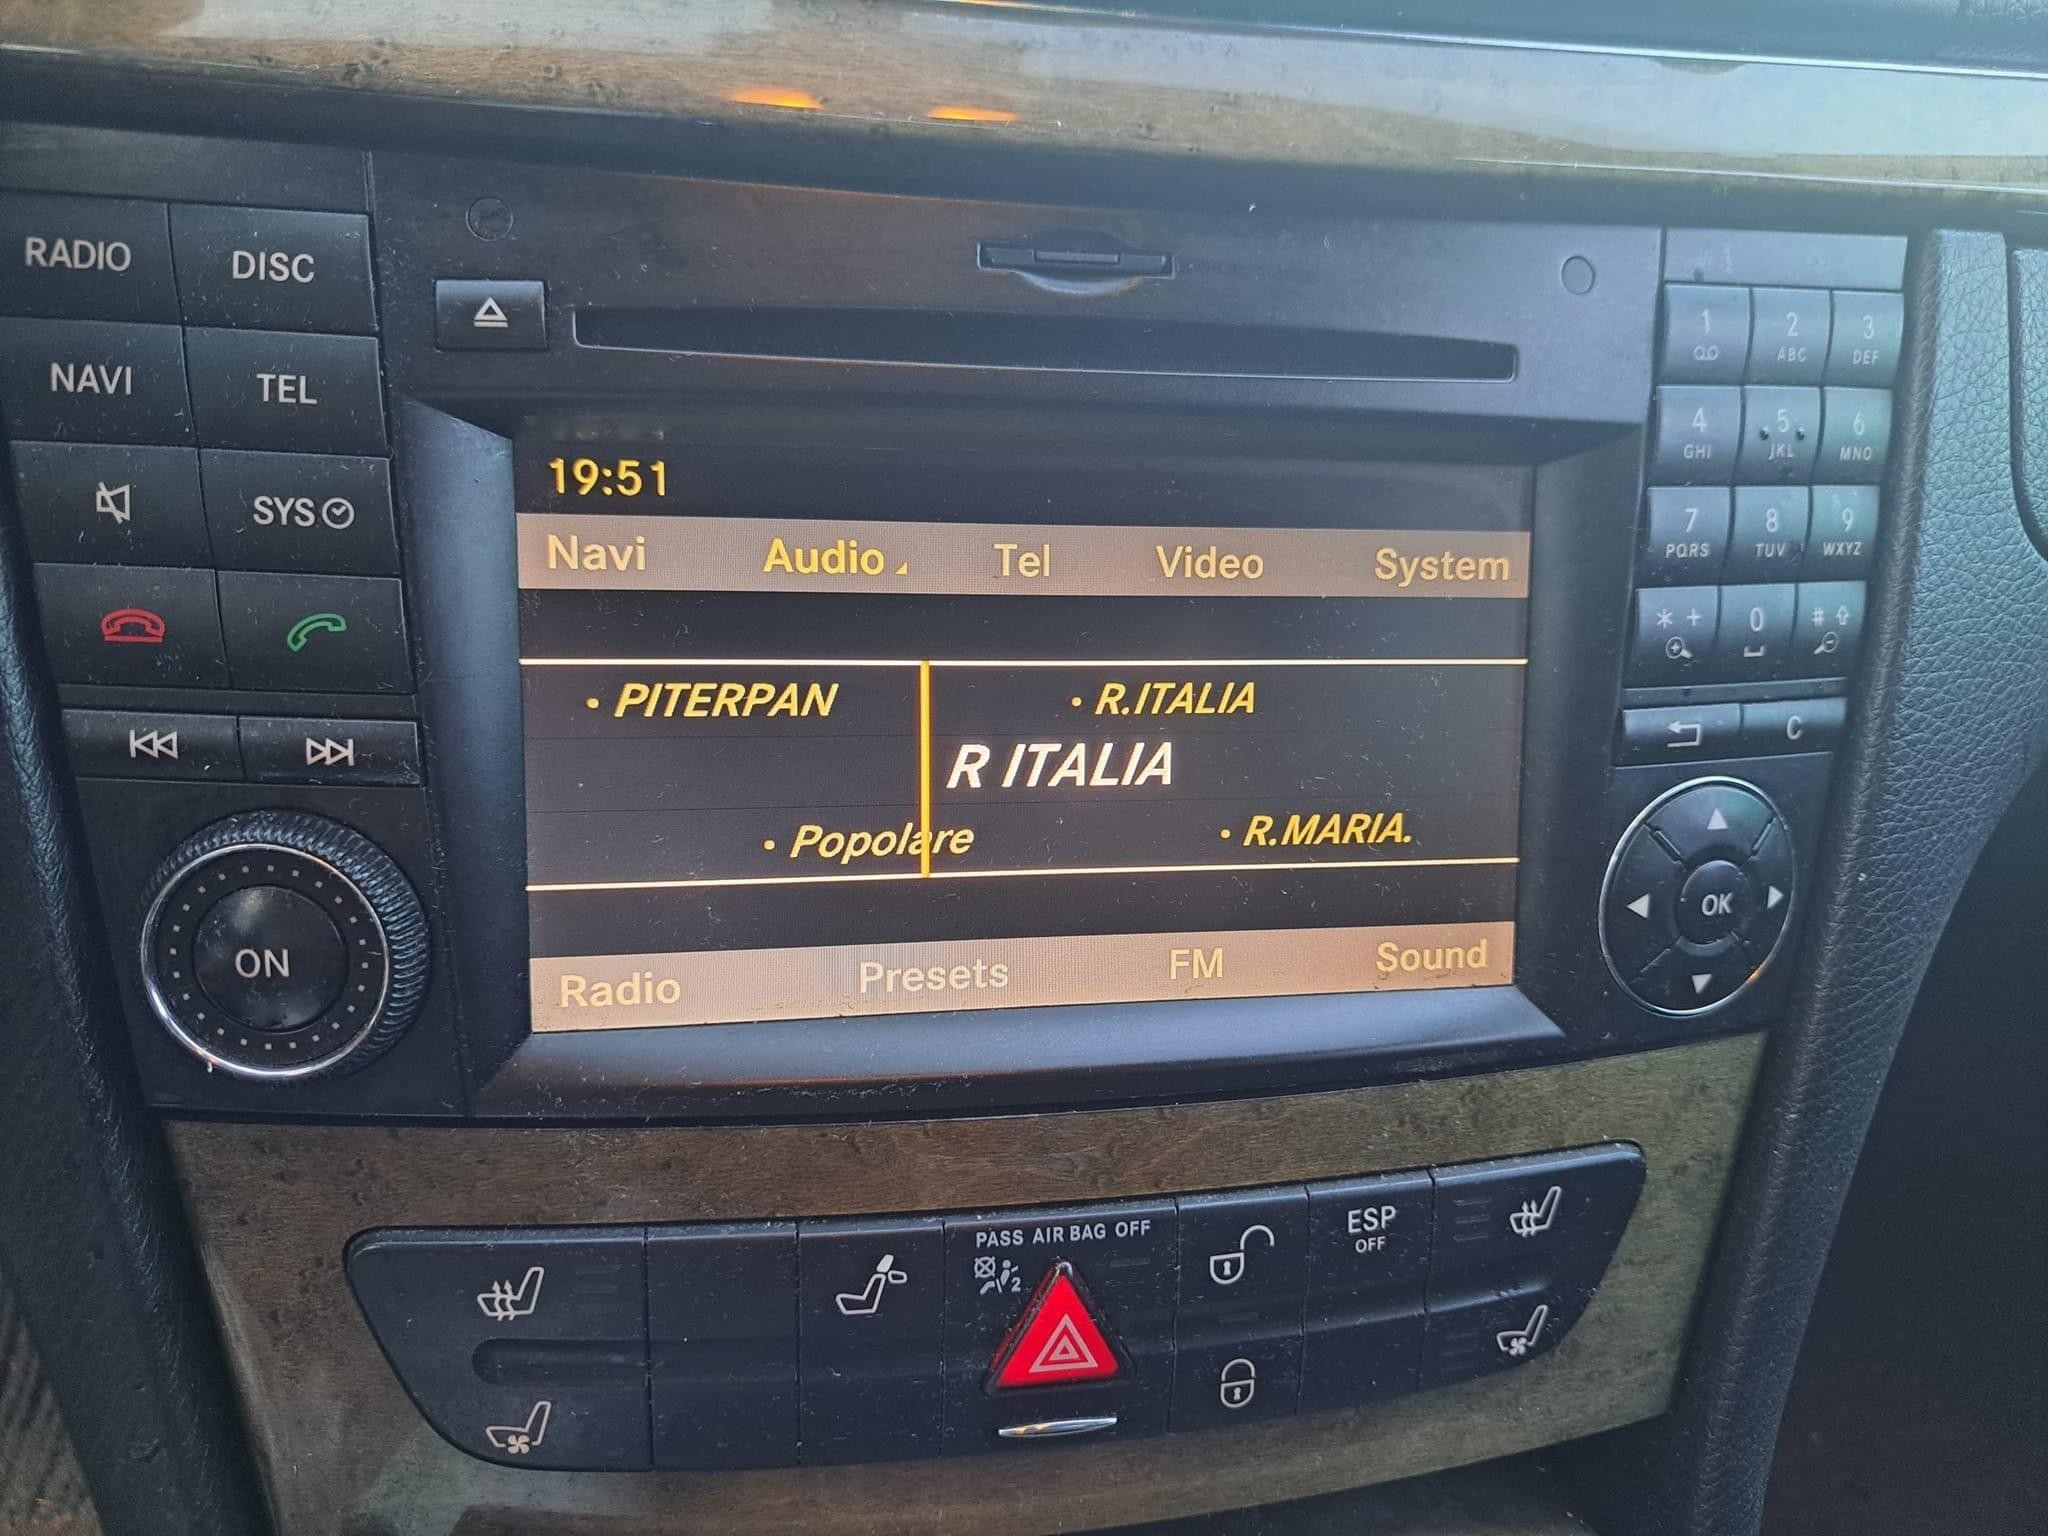 RADIO DISC
NAVI TEL
SYS
ON
19:51
Navi Audio Tel Video System
• PITERPAN • R.ITALIA
R ITALIA
• Popolare • R.MARIA.
Radio Presets FM Sound
1 2 3
ABC DEF
4 5 6
GHI JKL MNO
7 8 9
PQRS TUV WXYZ
* + 0 #
C
OK
PASS AIR BAG OFF
2
ESP
OFF